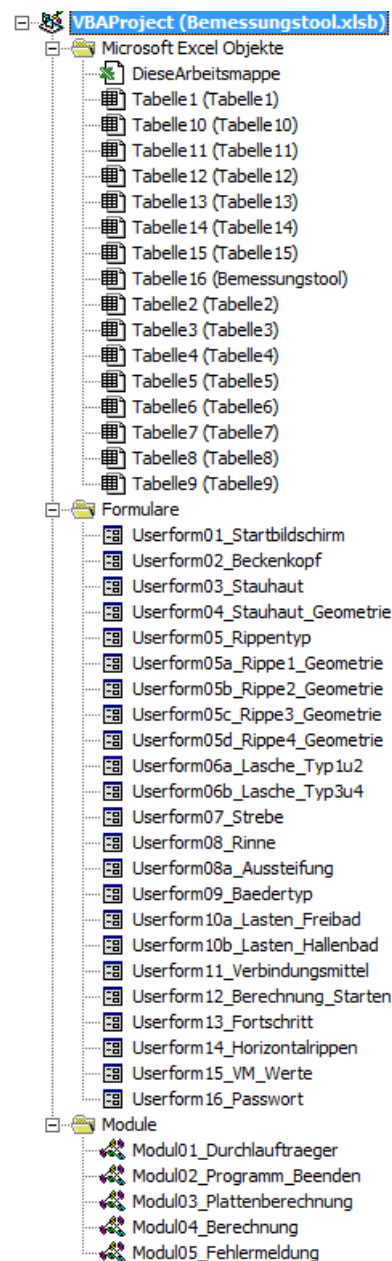 VBAProject (Bemessungstool.xlsb)
Microsoft Excel Objekte
DieseArbeitsmappe
Tabelle1 (Tabelle1)
Tabelle10 (Tabelle10)
Tabelle11 (Tabelle11)
Tabelle12 (Tabelle12)
Tabelle13 (Tabelle13)
Tabelle14 (Tabelle14)
Tabelle15 (Tabelle15)
Tabelle16 (Bemessungstool)
Tabelle2 (Tabelle2)
Tabelle3 (Tabelle3)
Tabelle4 (Tabelle4)
Tabelle5 (Tabelle5)
Tabelle6 (Tabelle6)
Tabelle7 (Tabelle7)
Tabelle8 (Tabelle8)
Tabelle9 (Tabelle9)
Formulare
Userform01_Startbildschirm
Userform02_Beckenkopf
Userform03_Stauhaut
Userform04_Stauhaut_Geometrie
Userform05_Rippentyp
Userform05a_Rippe1_Geometrie
Userform05b_Rippe2_Geometrie
Userform05c_Rippe3_Geometrie
Userform05d_Rippe4_Geometrie
Userform06a_Lasche_Typ1u2
Userform06b_Lasche_Typ3u4
Userform07_Strebe
Userform08_Rinne
Userform08a_Aussteifung
Userform09_Baedertyp
Userform10a_Lasten_Freibad
Userform10b_Lasten_Hallenbad
Userform11_Verbindungsmittel
Userform12_Berechnung_Starten
Userform13_Fortschritt
Userform14_Horizontalrippen
Userform15_VM_Werte
Userform16_Passwort
Module
Modul01_Durchlauftraeger
Modul02_Programm_Beenden
Modul03_Plattenberechnung
Modul04_Berechnung
Modul05_Fehlermeldung